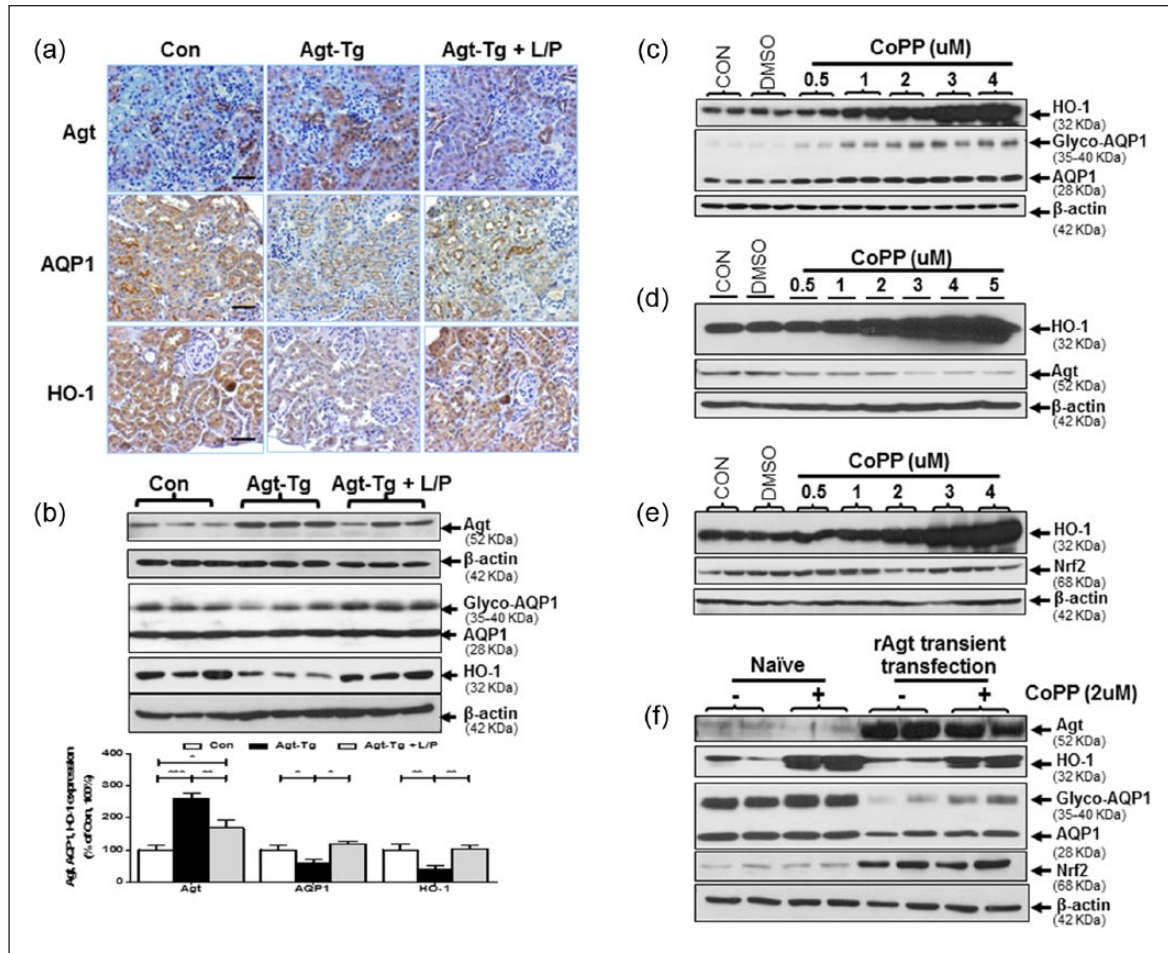 (a)
Con Agt-Tg Agt-Tg + L/P
Agt
AQP1
HO-1
(b)
Con Agt-Tg Agt-Tg + L/P
Agt
(52 KDa)
β-actin
(42 KDa)
Glyco-AQP1
(35-40 KDa)
AQP1
(28 KDa)
HO-1
(32 KDa)
β-actin
(42 KDa)
Con Agt-Tg Agt-Tg +L/P
Agt, AQP1, HO-1 expression
(% of Con, 100%)
400
300
200
100
0
Agt AQP1 HO-1
(c)
CON DMSO
CoPP (uM)
0.5 1 2 3 4
HO-1
(32 KDa)
Glyco-AQP1
(35-40 KDa)
AQP1
(28 KDa)
β-actin
(42 KDa)
(d)
CON DMSO
CoPP (uM)
0.5 1 2 3 4 5
HO-1
(32 KDa)
Agt
(52 KDa)
β-actin
(42 KDa)
(e)
CON DMSO
CoPP (uM)
0.5 1 2 3 4
HO-1
(32 KDa)
Nrf2
(68 KDa)
β-actin
(42 KDa)
(f)
Naïve
rAgt transient
transfection
- + - + CoPP (2uM)
Agt
(52 KDa)
HO-1
(32 KDa)
Glyco-AQP1
(35-40 KDa)
AQP1
(28 KDa)
Nrf2
(68 KDa)
β-actin
(42 KDa)